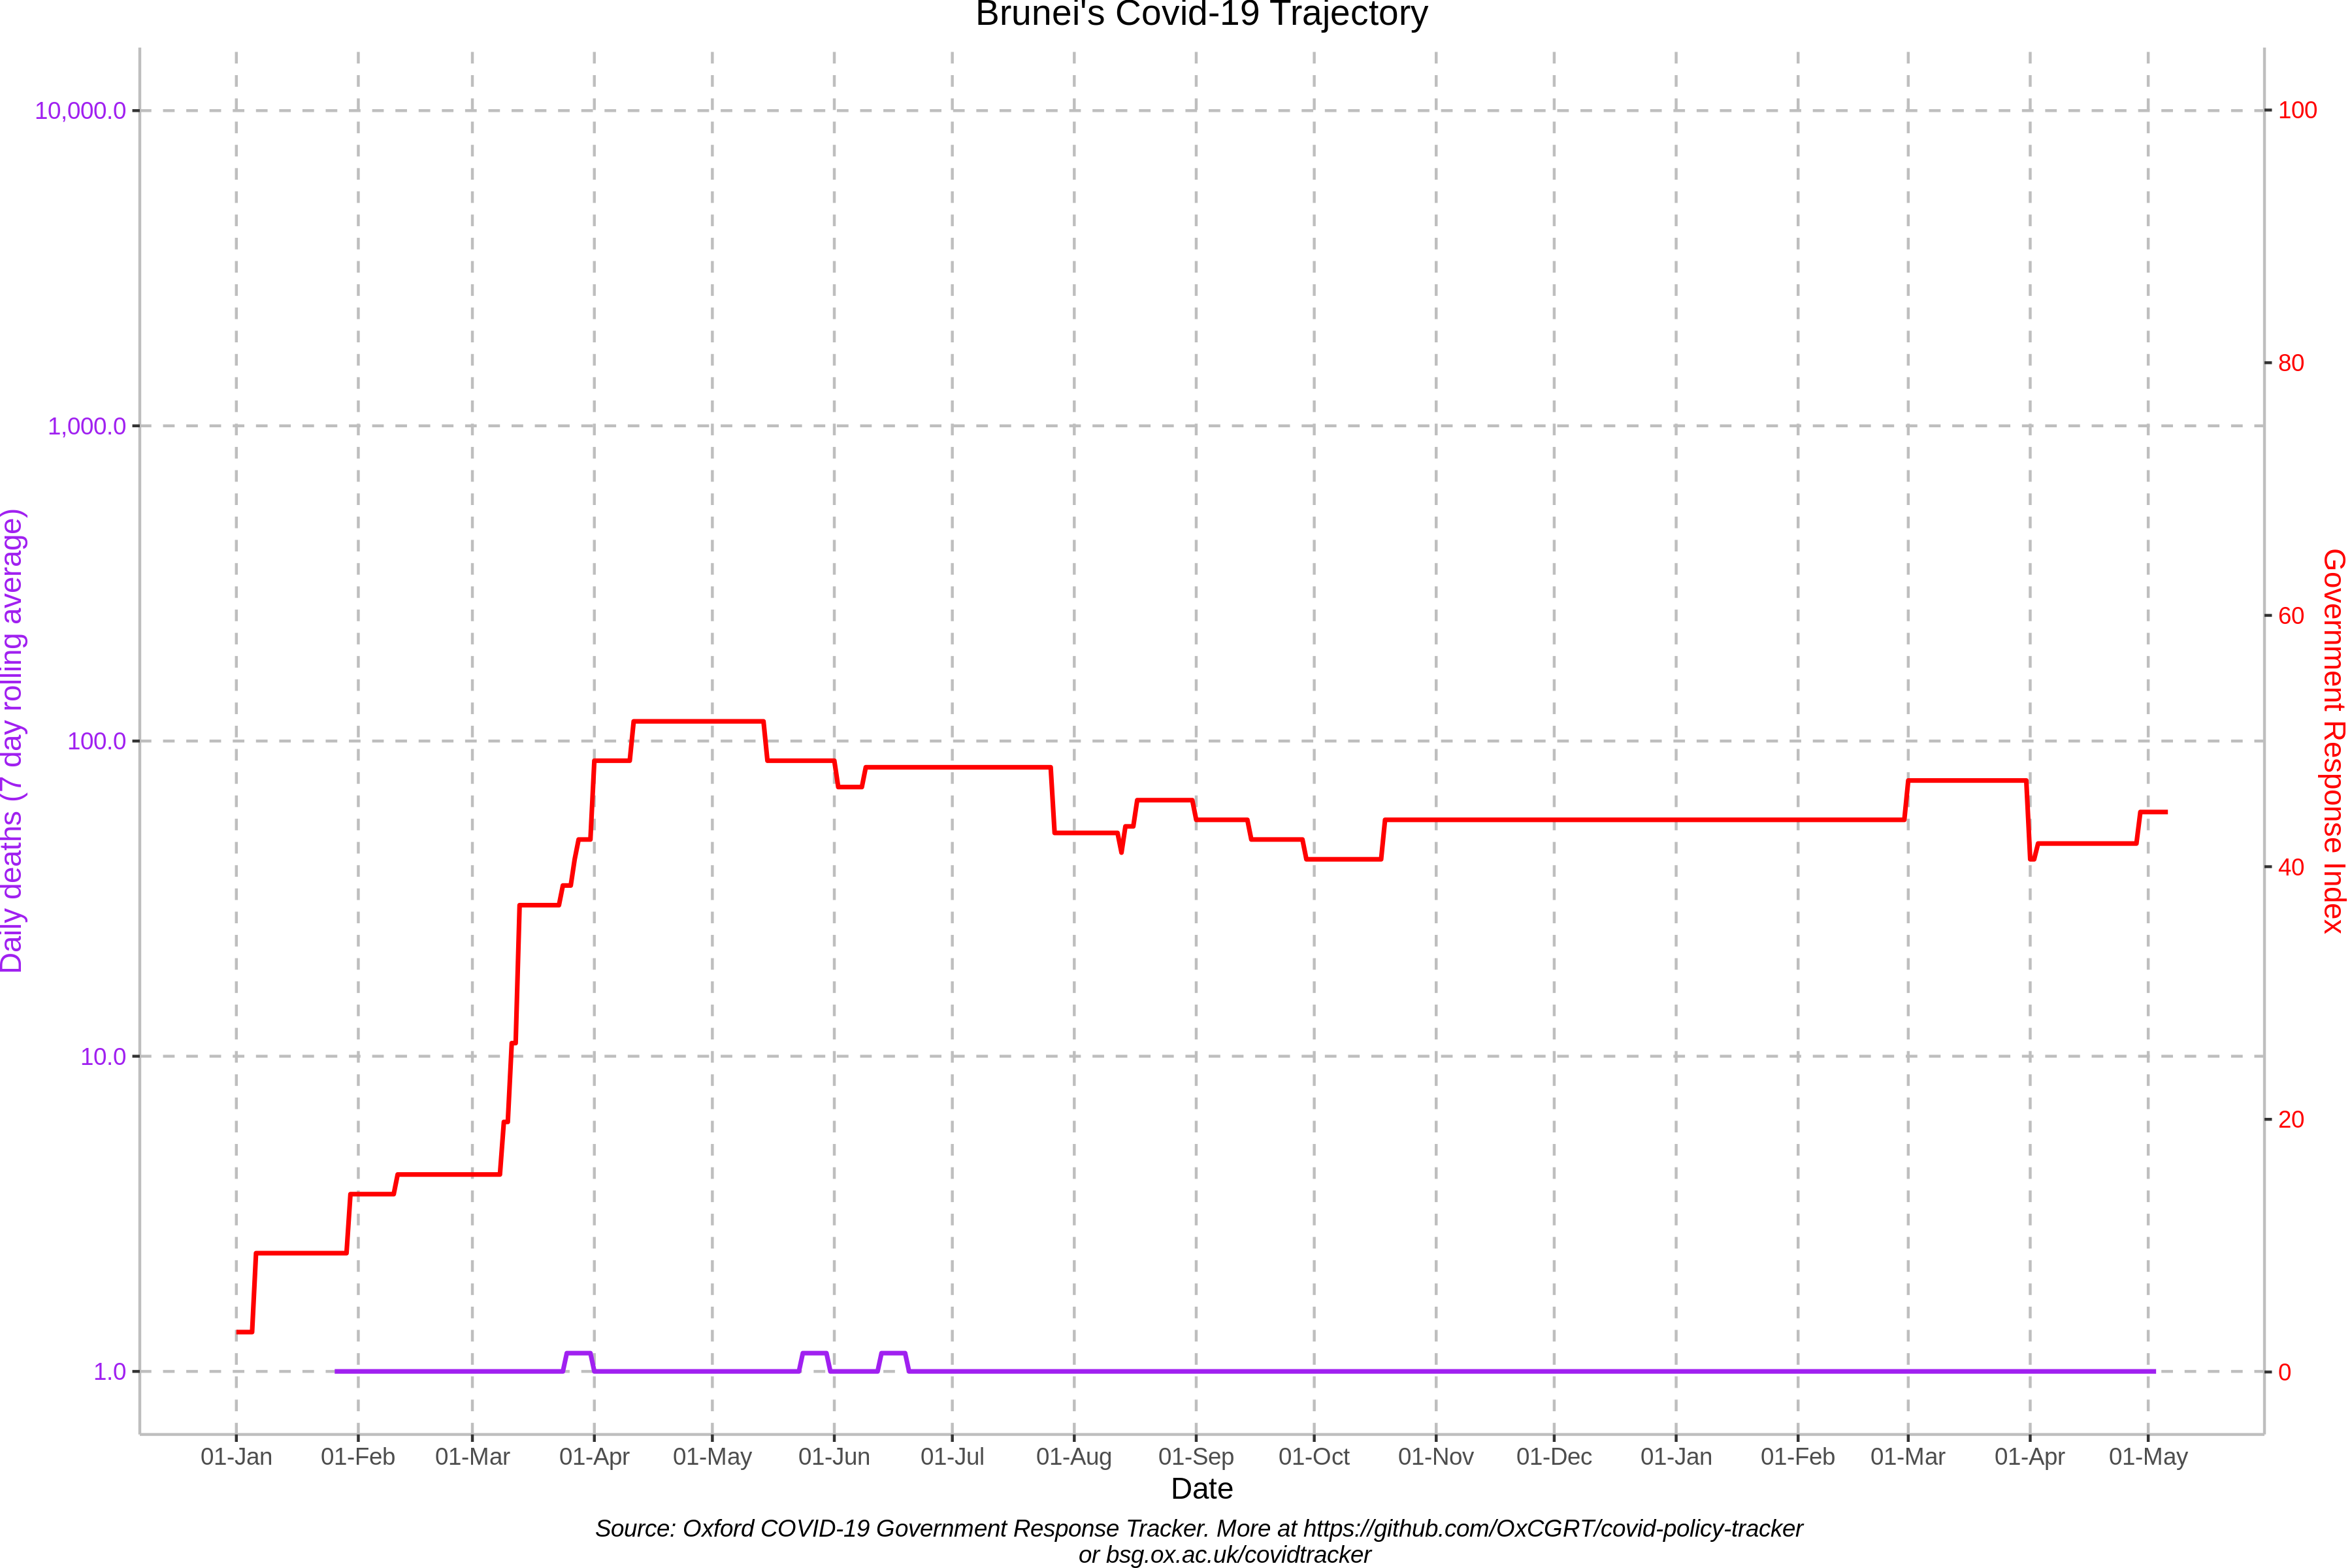 Brunei's Covid-19 Trajectory
10,000.0
1,000.0
100.0
10.0
1.0
Daily deaths (7 day rolling average)
100
80
60
40
20
0
Government Response Index
01-Jan 01-Feb 01-Mar 01-Apr 01-May 01-Jun 01-Jul 01-Aug 01-Sep 01-Oct 01-Nov 01-Dec 01-Jan 01-Feb 01-Mar 01-Apr 01-May
Date
Source: Oxford COVID-19 Government Response Tracker. More at https://github.com/OxCGRT/covid-policy-tracker
or bsg.ox.ac.uk/covidtracker